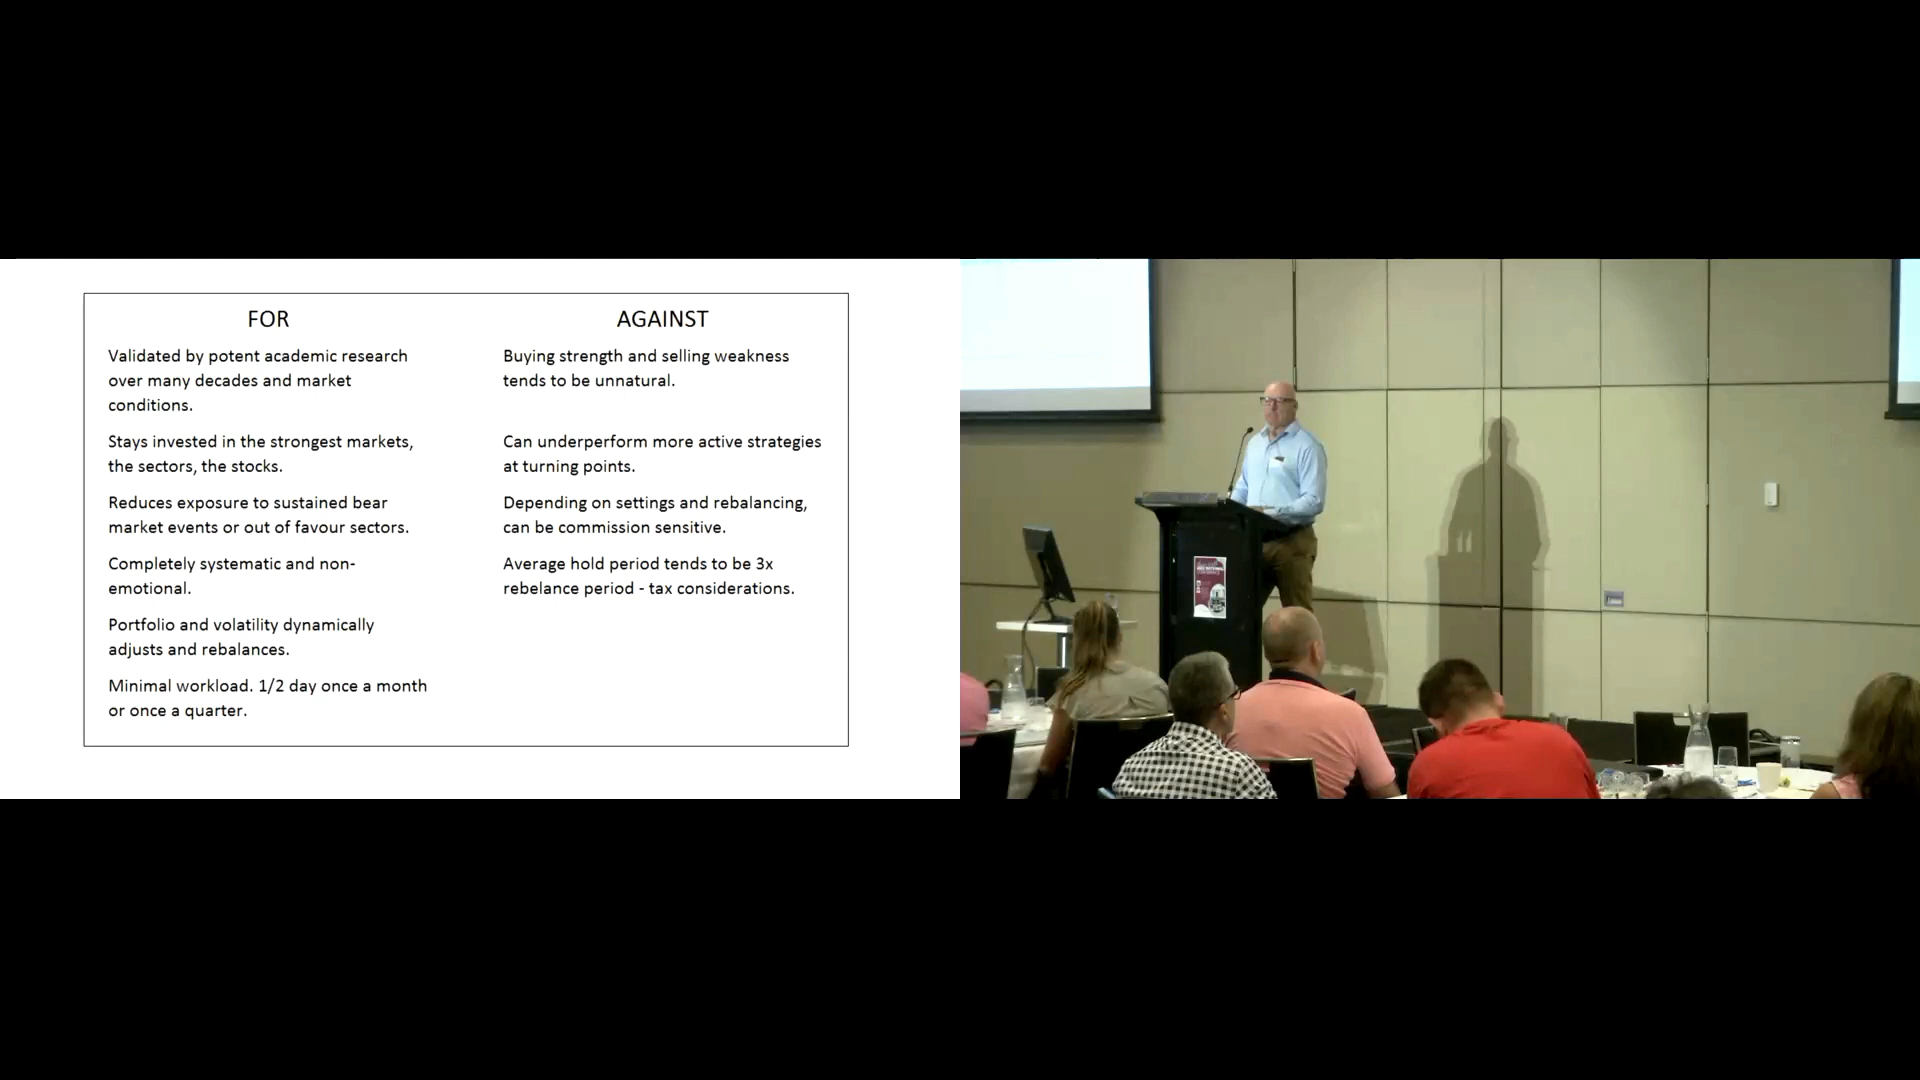 FOR
Validated by potent academic research
over many decades and market
conditions.
Stays invested in the strongest markets,
the sectors, the stocks.
Reduces exposure to sustained bear
market events or out of favour sectors.
Completely systematic and non-
emotional.
Portfolio and volatility dynamically
adjusts and rebalances.
Minimal workload. 1/2 day once a month
or once a quarter.
AGAINST
Buying strength and selling weakness
tends to be unnatural.
Can underperform more active strategies
at turning points.
Depending on settings and rebalancing,
can be commission sensitive.
Average hold period tends to be 3x
rebelance period - tax considerations.